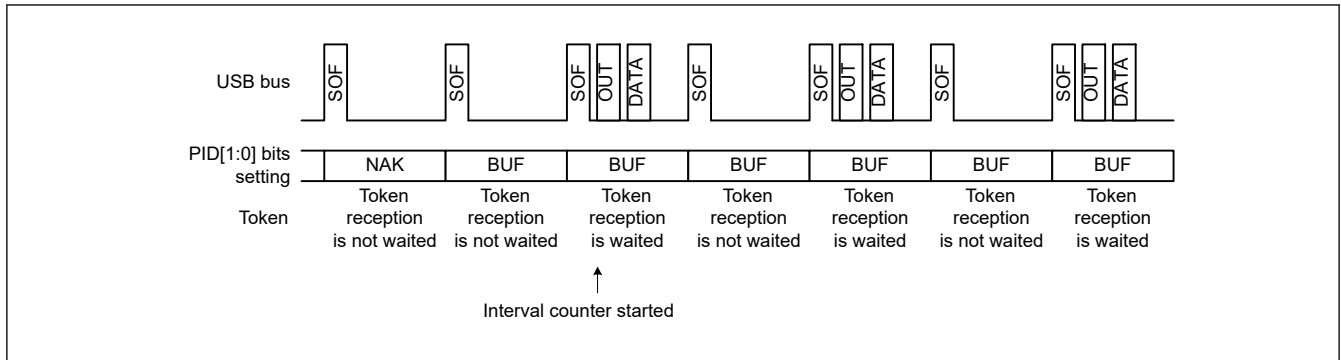 USB bus
SOF
SOF
SOF
OUT
DATA
SOF
SOF
OUT
DATA
SOF
SOF
OUT
DATA
PID[1:0] bits
setting
NAK
BUF
BUF
BUF
BUF
BUF
BUF
Token
Token
reception
is not waited
Token
reception
is not waited
Token
reception
is waited
Token
reception
is not waited
Token
reception
is waited
Token
reception
is not waited
Token
reception
is waited
Interval counter started